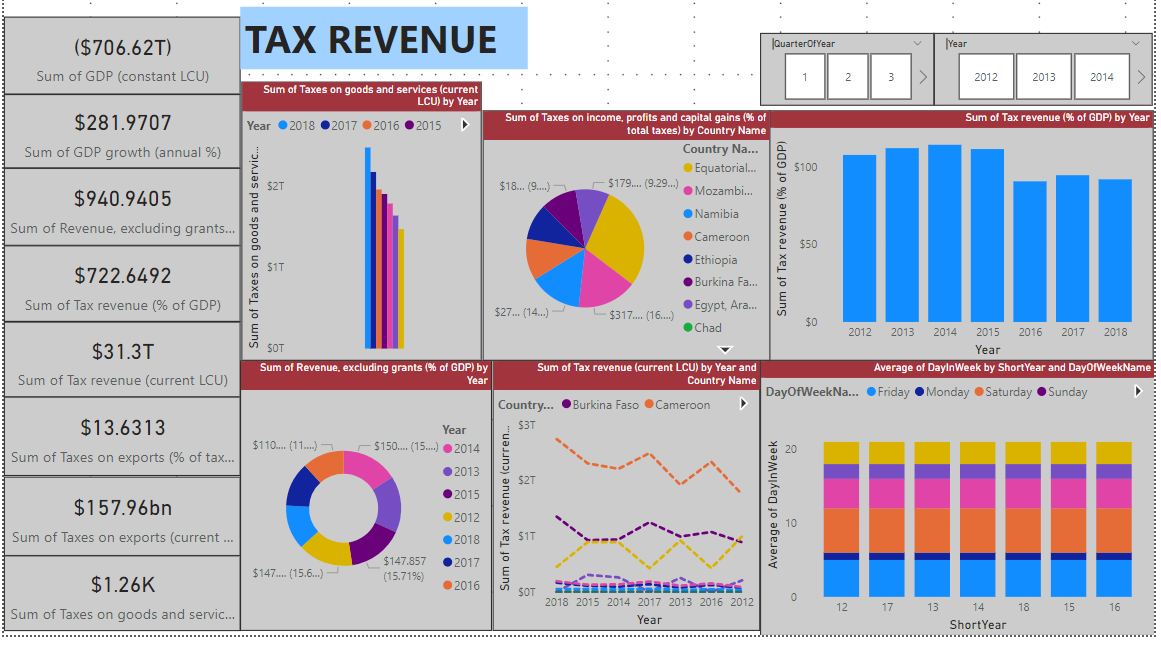 TAX REVENUE
($706.62T)
Sum of GDP (constant LCU)
$281.9707
Sum of GDP growth (annual %)
$940.9405
Sum of Revenue, excluding grants...
$722.6492
Sum of Tax revenue (% of GDP)
$31.3T
Sum of Tax revenue (current LCU)
$13.6313
Sum of Taxes on exports (% of tax...
$157.96bn
Sum of Taxes on exports (current ...
$1.26K
Sum of Taxes on goods and servic...
QuarterOfYear
1 2 3
Year
2012 2013 2014
Sum of Taxes on goods and services (current
LCU) by Year
Year 2018 2017 2016 2015
Sum of Taxes on goods and servic...
$2T
$1T
$0T
Sum of Taxes on income, profits and capital gains (% of
total taxes) by Country Name
Country Na...
Equatorial...
Mozambi...
Namibia
Cameroon
Ethiopia
Burkina Fa...
Egypt, Ara...
Chad
$18... (9....)
$179.... (9.29...)
$27... (14...)
$317.... (16....)
Sum of Tax revenue (% of GDP) by Year
Sum of Tax revenue (% of GDP)
$100
$50
$0
2012 2013 2014 2015 2016 2017 2018
Year
Sum of Revenue, excluding grants (% of GDP) by
Year
Year
2014
2013
2015
2012
2018
2017
2016
$110.... (11....)
$150.... (15....)
$147.... (15.6...)
$147.857
(15.71%)
Sum of Tax revenue (current LCU) by Year and
Country Name
Country... Burkina Faso Cameroon
Sum of Tax revenue (curren...
$3T
$2T
$1T
$0T
2018 2015 2014 2017 2013 2016 2012
Year
Average of DayInWeek by ShortYear and DayOfWeekName
DayOfWeekNa... Friday Monday Saturday Sunday
Average of DayInWeek
20
10
0
12 17 13 14 18 15 16
ShortYear